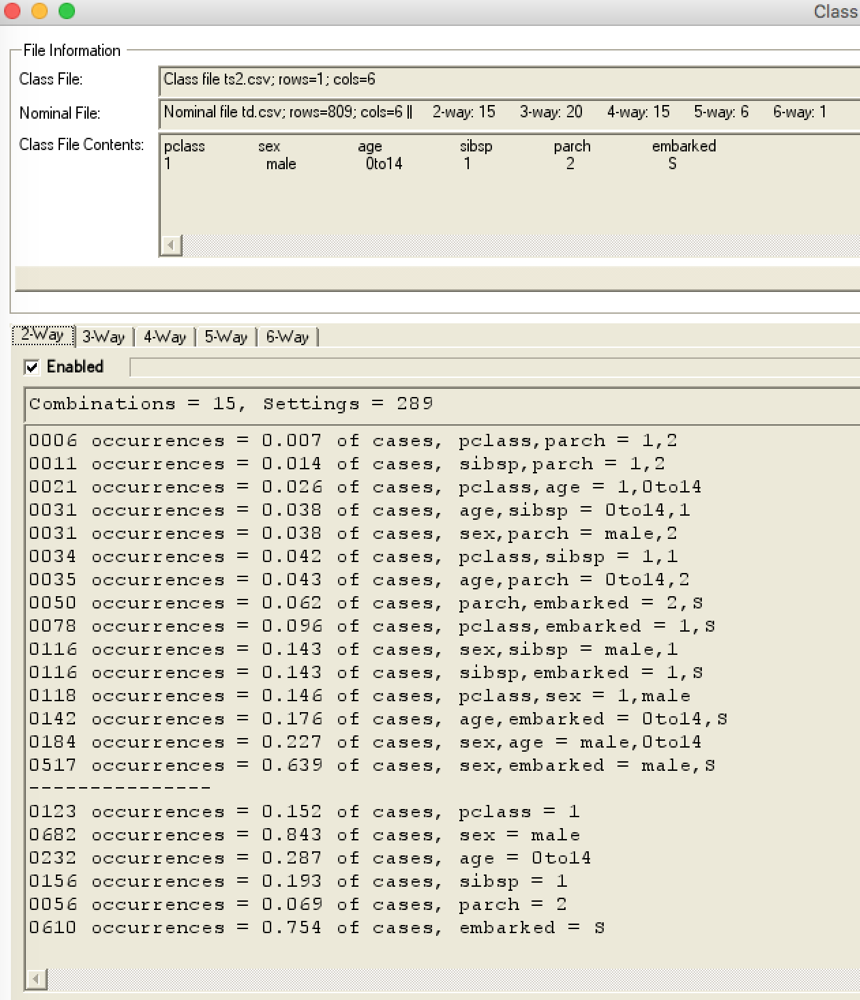 Class
File Information
Class File: Class file ts2.csv; rows=1; cols=6
Nominal File: Nominal file td.csv; rows=809; cols=6 || 2-way: 15 3-way: 20 4-way: 15 5-way: 6 6-way: 1
Class File Contents: pclass sex age sibsp parch embarked
1 male 0to14 1 2 S
2-Way 3-Way 4-Way 5-Way 6-Way
Enabled
Combinations = 15, Settings = 289
0006 occurrences = 0.007 of cases, pclass,parch = 1,2
0011 occurrences = 0.014 of cases, sibsp,parch = 1,2
0021 occurrences = 0.026 of cases, pclass,age = 1,0to14
0031 occurrences = 0.038 of cases, age,sibsp = 0to14,1
0031 occurrences = 0.038 of cases, sex,parch = male,2
0034 occurrences = 0.042 of cases, pclass,sibsp = 1,1
0035 occurrences = 0.043 of cases, age,parch = 0to14,2
0050 occurrences = 0.062 of cases, parch,embarked = 2,S
0078 occurrences = 0.096 of cases, pclass,embarked = 1,S
0116 occurrences = 0.143 of cases, sex,sibsp = male,1
0116 occurrences = 0.143 of cases, sibsp,embarked = 1,S
0118 occurrences = 0.146 of cases, pclass,sex = 1,male
0142 occurrences = 0.176 of cases, age,embarked = 0to14,S
0184 occurrences = 0.227 of cases, sex,age = male,0to14
0517 occurrences = 0.639 of cases, sex,embarked = male,S
---------------
0123 occurrences = 0.152 of cases, pclass = 1
0682 occurrences = 0.843 of cases, sex = male
0232 occurrences = 0.287 of cases, age = 0to14
0156 occurrences = 0.193 of cases, sibsp = 1
0056 occurrences = 0.069 of cases, parch = 2
0610 occurrences = 0.754 of cases, embarked = S